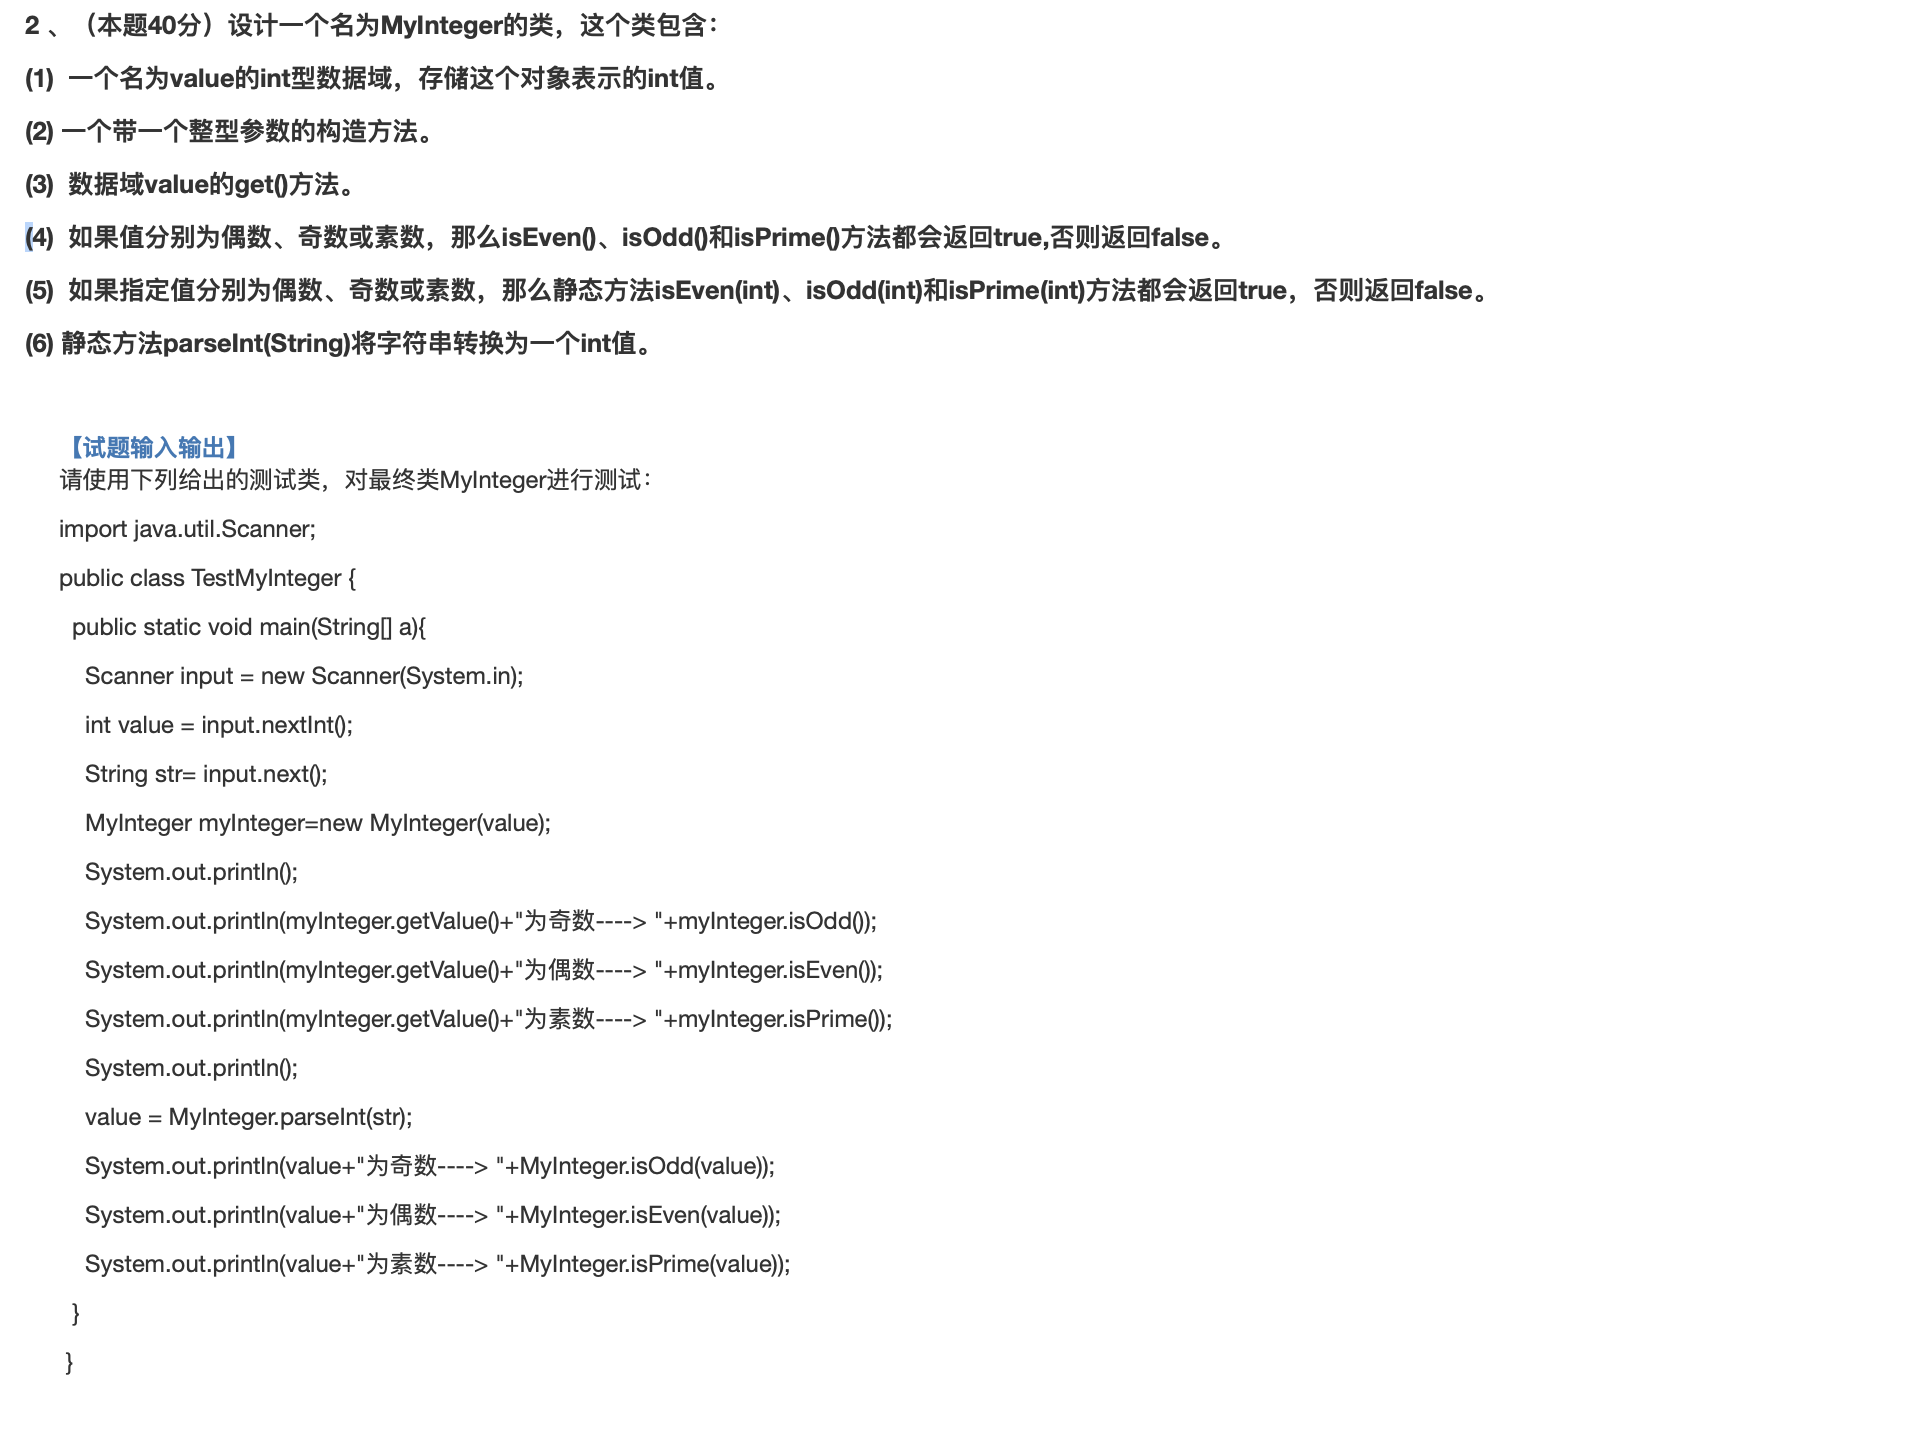 2 、（本题40分）设计一个名为MyInteger的类，这个类包含：
(1)  一个名为value的int型数据域，存储这个对象表示的int值。
(2) 一个带一个整型参数的构造方法。
(3)  数据域value的get()方法。
(4)  如果值分别为偶数、奇数或素数，那么isEven()、isOdd()和isPrime()方法都会返回true,否则返回false。
(5)  如果指定值分别为偶数、奇数或素数，那么静态方法isEven(int)、isOdd(int)和isPrime(int)方法都会返回true，否则返回false。
(6) 静态方法parseInt(String)将字符串转换为一个int值。
【试题输入输出】
请使用下列给出的测试类，对最终类MyInteger进行测试：
import java.util.Scanner;
public class TestMyInteger {
public static void main(String[] a){
Scanner input = new Scanner(System.in);
int value = input.nextInt();
String str= input.next();
MyInteger myInteger=new MyInteger(value);
System.out.println();
System.out.println(myInteger.getValue()+"为奇数----> "+myInteger.isOdd());
System.out.println(myInteger.getValue()+"为偶数----> "+myInteger.isEven());
System.out.println(myInteger.getValue()+"为素数----> "+myInteger.isPrime());
System.out.println();
value = MyInteger.parseInt(str);
System.out.println(value+"为奇数----> "+MyInteger.isOdd(value));
System.out.println(value+"为偶数----> "+MyInteger.isEven(value));
System.out.println(value+"为素数----> "+MyInteger.isPrime(value));
}
}